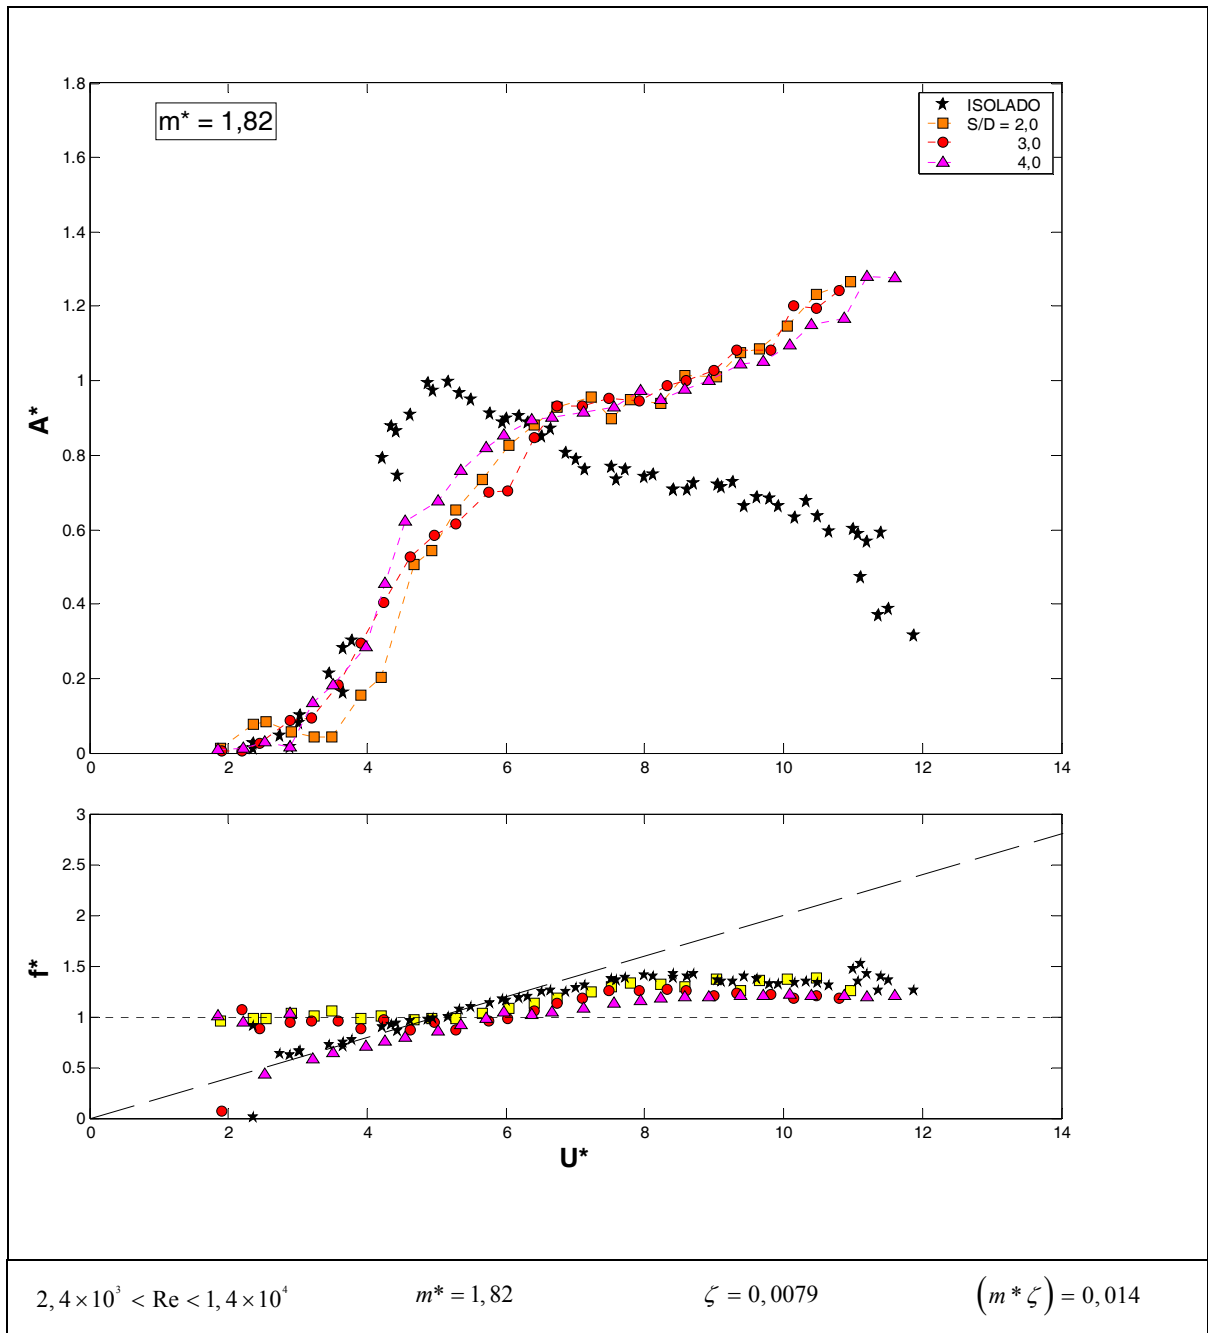 m* = 1,82
ISOLADO
S/D = 2,0
3,0
4,0
A*
1.8
1.6
1.4
1.2
1
0.8
0.6
0.4
0.2
0
0 2 4 6 8 10 12 14
f*
3
2.5
2
1.5
1
0.5
0
0 2 4 6 8 10 12 14
U*
2,4×10³ < Re < 1,4×10⁴ m* = 1,82 ζ = 0,0079 (m*ζ) = 0,014